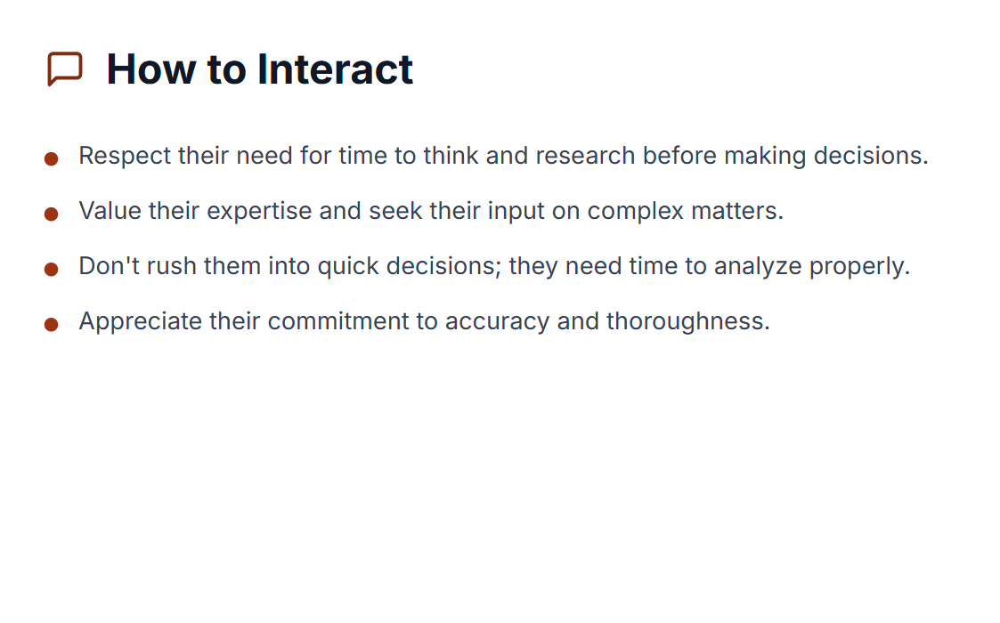 How to Interact
Respect their need for time to think and research before making decisions.
Value their expertise and seek their input on complex matters.
Don't rush them into quick decisions; they need time to analyze properly.
Appreciate their commitment to accuracy and thoroughness.